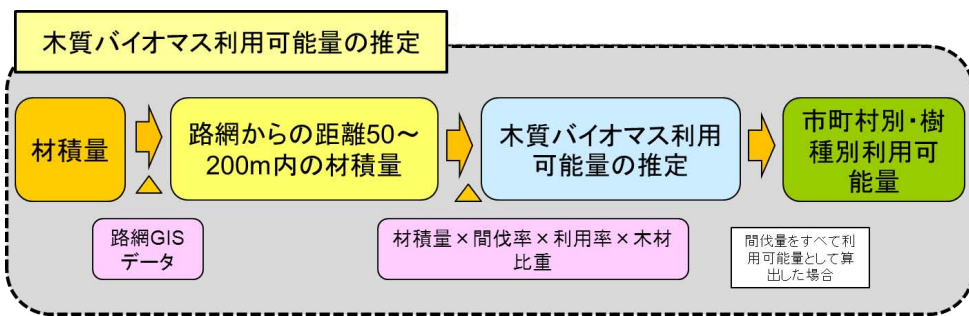 木質バイオマス利用可能量の推定
材積量
路網からの距離50～
200m内の材積量
木質バイオマス利用
可能量の推定
市町村別・樹
種別利用可
能量
路網GIS
データ
材積量×間伐率×利用率×木材
比重
間伐量をすべて利
用可能量として算
出した場合